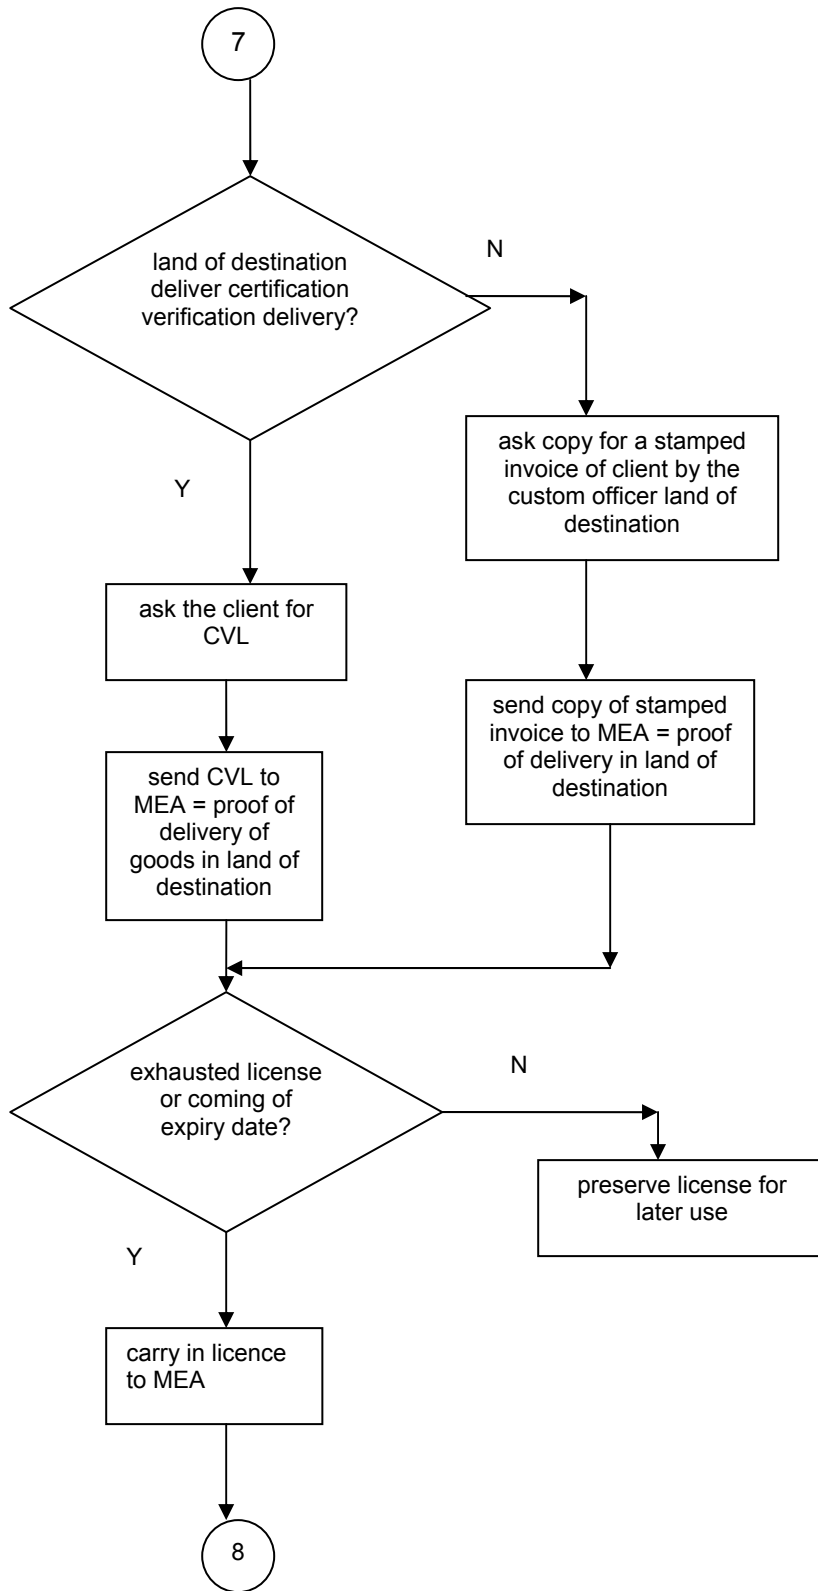 7
land of destination
deliver certification
verification delivery?
N
Y
ask copy for a stamped
invoice of client by the
custom officer land of
destination
ask the client for
CVL
send copy of stamped
invoice to MEA = proof
of delivery in land of
destination
send CVL to
MEA = proof of
delivery of
goods in land of
destination
exhausted license
or coming of
expiry date?
N
preserve license for
later use
Y
carry in licence
to MEA
8